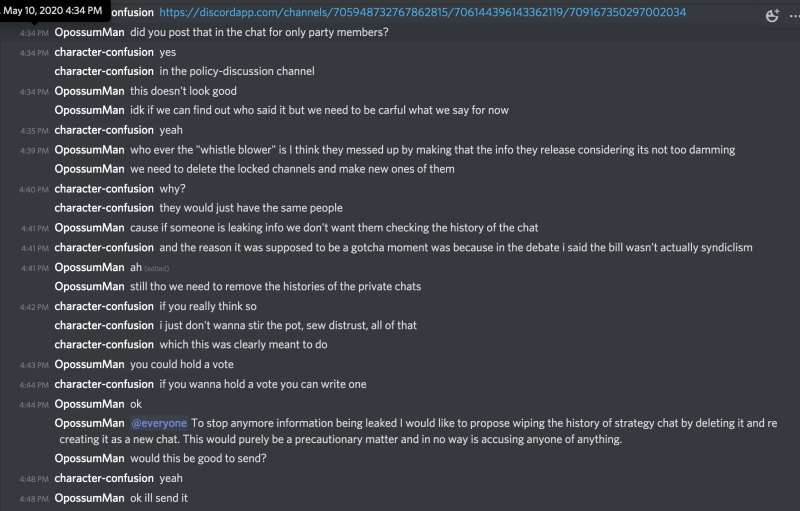 May 10, 2020 4:34 PM
confusion https://discordapp.com/channels/705948732767862815/706144396143362119/709167350297002034
4:34 PM OpossumMan did you post that in the chat for only party members?
4:34 PM character-confusion yes
character-confusion in the policy-discussion channel
4:34 PM OpossumMan this doesn't look good
OpossumMan idk if we can find out who said it but we need to be carful what we say for now
4:35 PM character-confusion yeah
4:39 PM OpossumMan who ever the "whistle blower" is I think they messed up by making that the info they release considering its not too damming
OpossumMan we need to delete the locked channels and make new ones of them
4:40 PM character-confusion why?
character-confusion they would just have the same people
4:41 PM OpossumMan cause if someone is leaking info we don't want them checking the history of the chat
4:41 PM character-confusion and the reason it was supposed to be a gotcha moment was because in the debate i said the bill wasn't actually syndiclism
4:41 PM OpossumMan ah (edited)
OpossumMan still tho we need to remove the histories of the private chats
4:42 PM character-confusion if you really think so
character-confusion i just don't wanna stir the pot, sew distrust, all of that
character-confusion which this was clearly meant to do
4:43 PM OpossumMan you could hold a vote
4:44 PM character-confusion if you wanna hold a vote you can write one
4:44 PM OpossumMan ok
OpossumMan @everyone To stop anymore information being leaked I would like to propose wiping the history of strategy chat by deleting it and re
creating it as a new chat. This would purely be a precautionary matter and in no way is accusing anyone of anything.
OpossumMan would this be good to send?
4:48 PM character-confusion yeah
4:48 PM OpossumMan ok ill send it